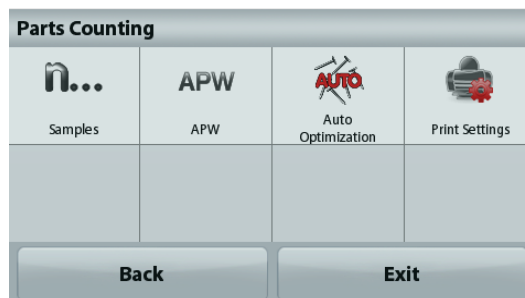 Parts Counting
n...
APW
AUTO
Samples
APW
Auto
Optimization
Print Settings
Back
Exit